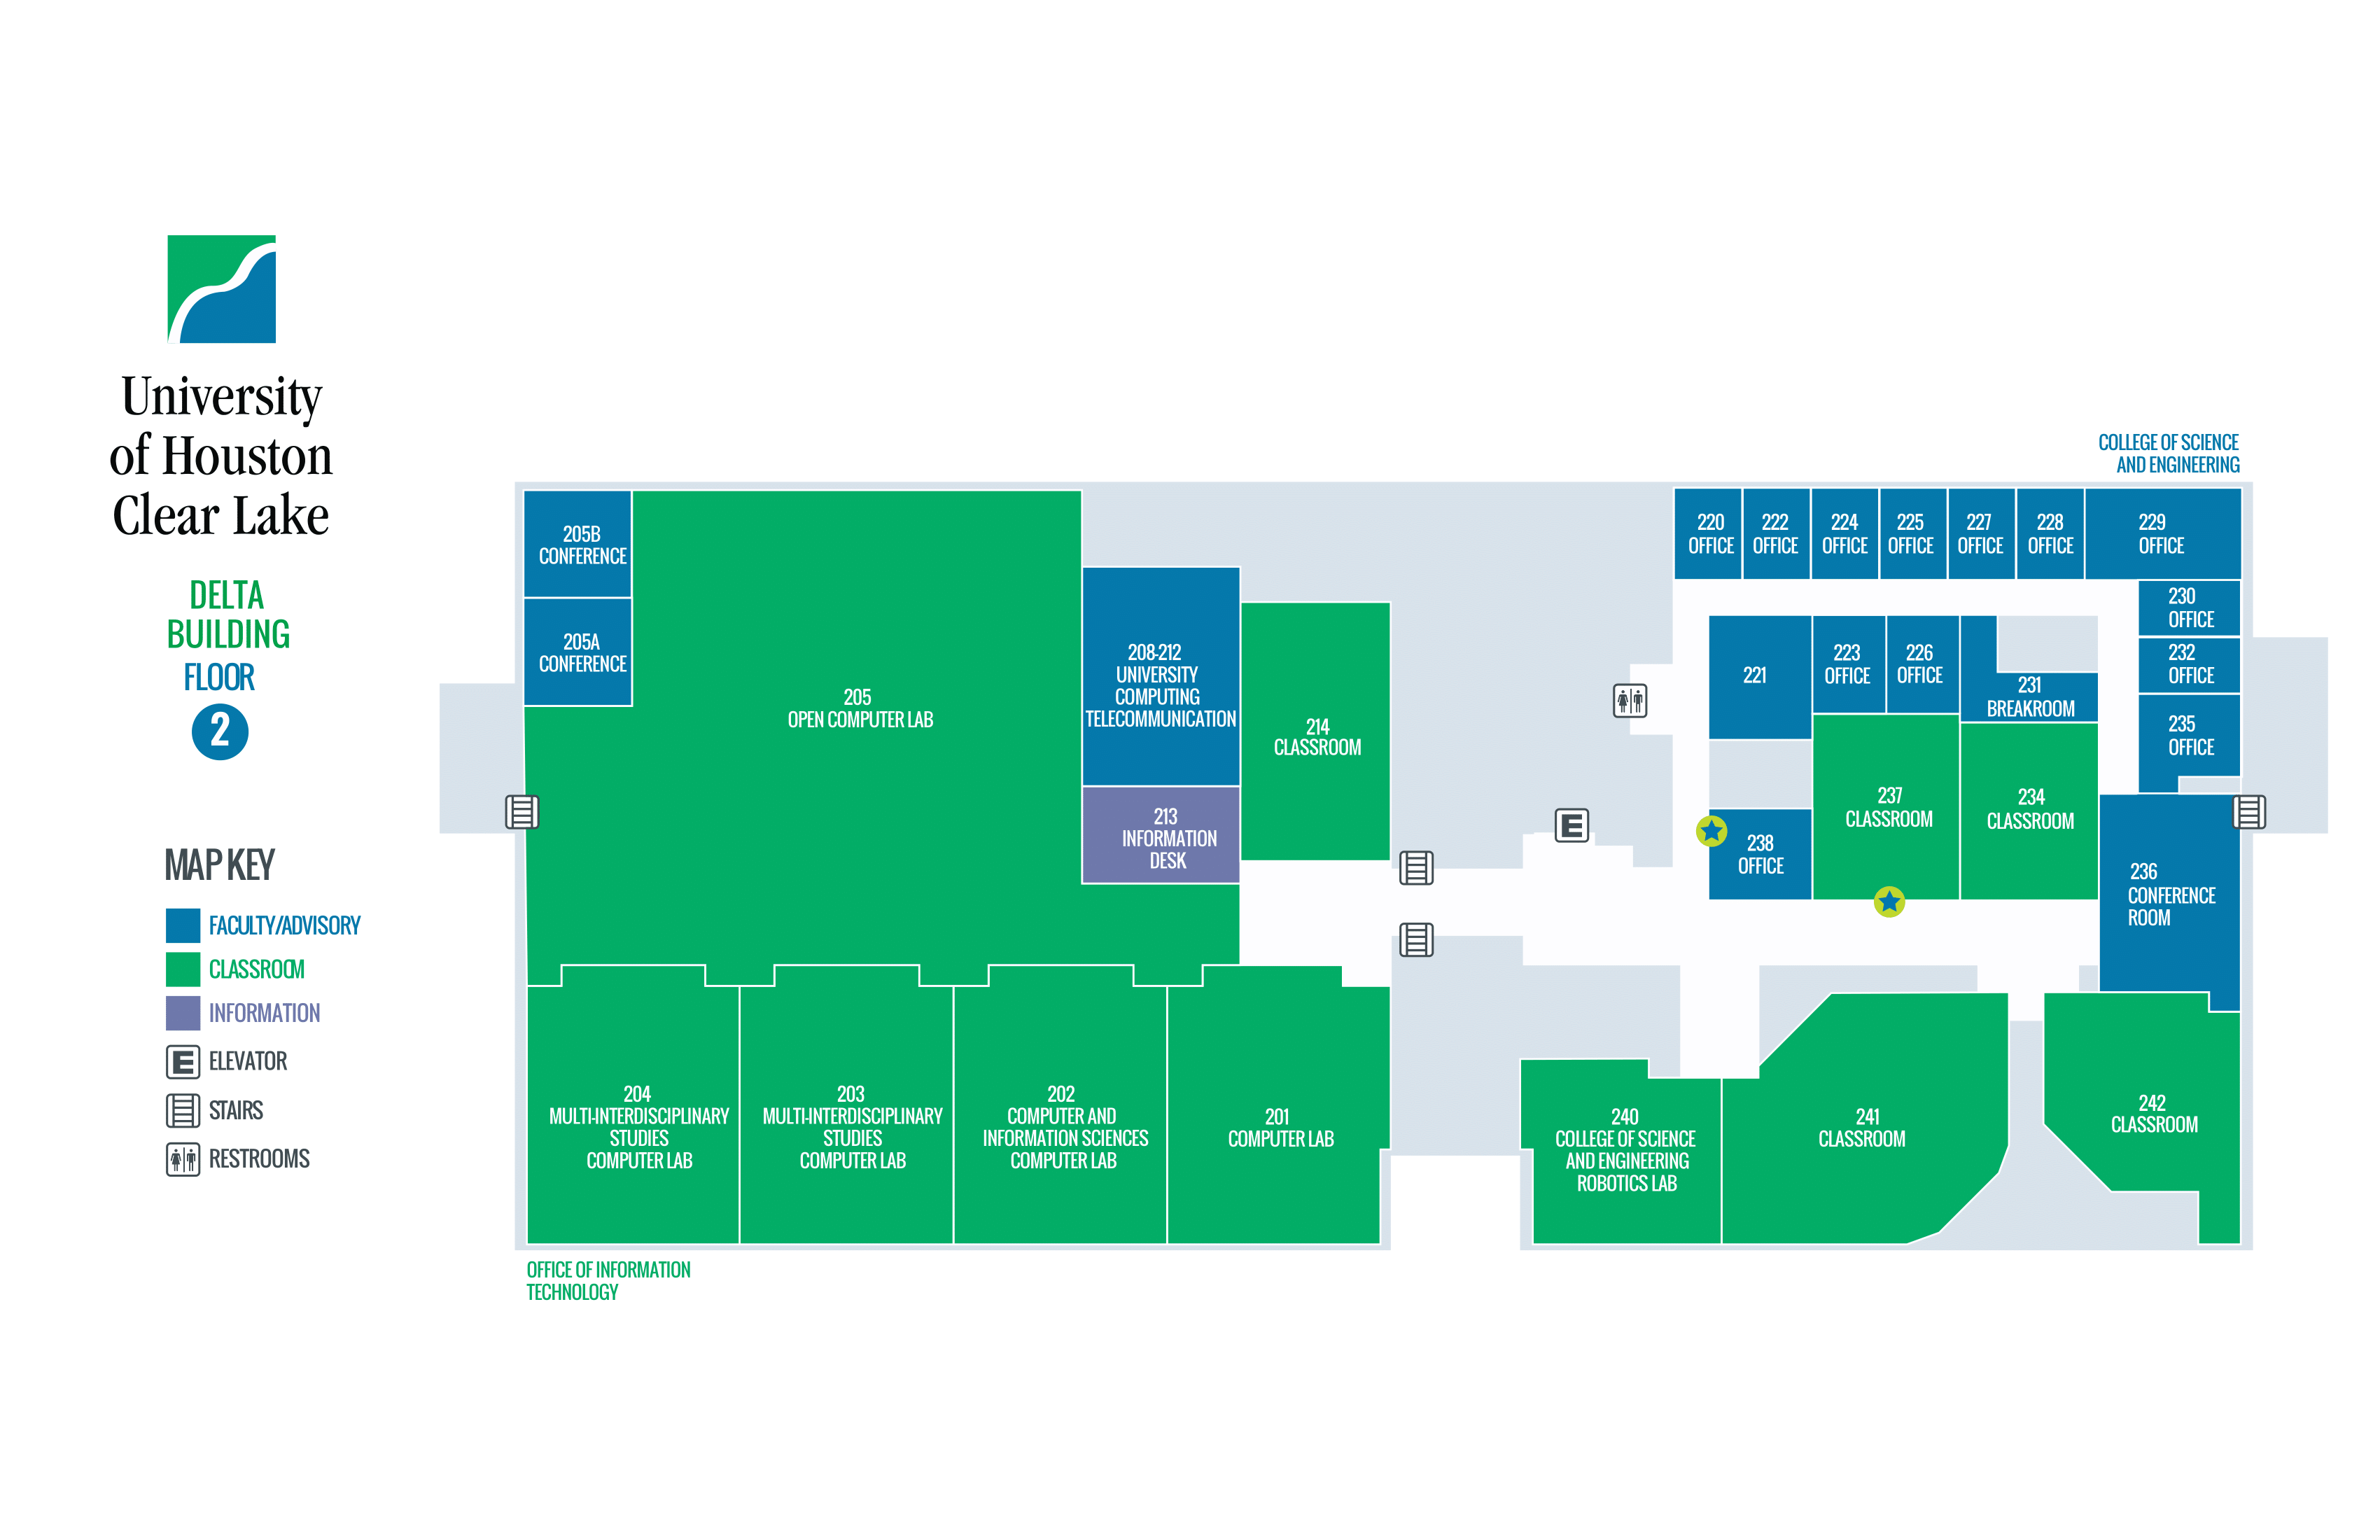 University
of Houston
Clear Lake
DELTA
BUILDING
FLOOR
2
MAP KEY
FACULTY/ADVISORY
CLASSROOM
INFORMATION
E ELEVATOR
STAIRS
RESTROOMS
COLLEGE OF SCIENCE
AND ENGINEERING
205B
CONFERENCE
205A
CONFERENCE
205
OPEN COMPUTER LAB
208-212
UNIVERSITY
COMPUTING
TELECOMMUNICATION
213
INFORMATION
DESK
214
CLASSROOM
E
220
OFFICE
222
OFFICE
224
OFFICE
225
OFFICE
227
OFFICE
228
OFFICE
229
OFFICE
230
OFFICE
232
OFFICE
235
OFFICE
221
223
OFFICE
226
OFFICE
231
BREAKROOM
237
CLASSROOM
234
CLASSROOM
238
OFFICE
236
CONFERENCE
ROOM
204
MULTI-INTERDISCIPLINARY
STUDIES
COMPUTER LAB
203
MULTI-INTERDISCIPLINARY
STUDIES
COMPUTER LAB
202
COMPUTER AND
INFORMATION SCIENCES
COMPUTER LAB
201
COMPUTER LAB
240
COLLEGE OF SCIENCE
AND ENGINEERING
ROBOTICS LAB
241
CLASSROOM
242
CLASSROOM
OFFICE OF INFORMATION
TECHNOLOGY